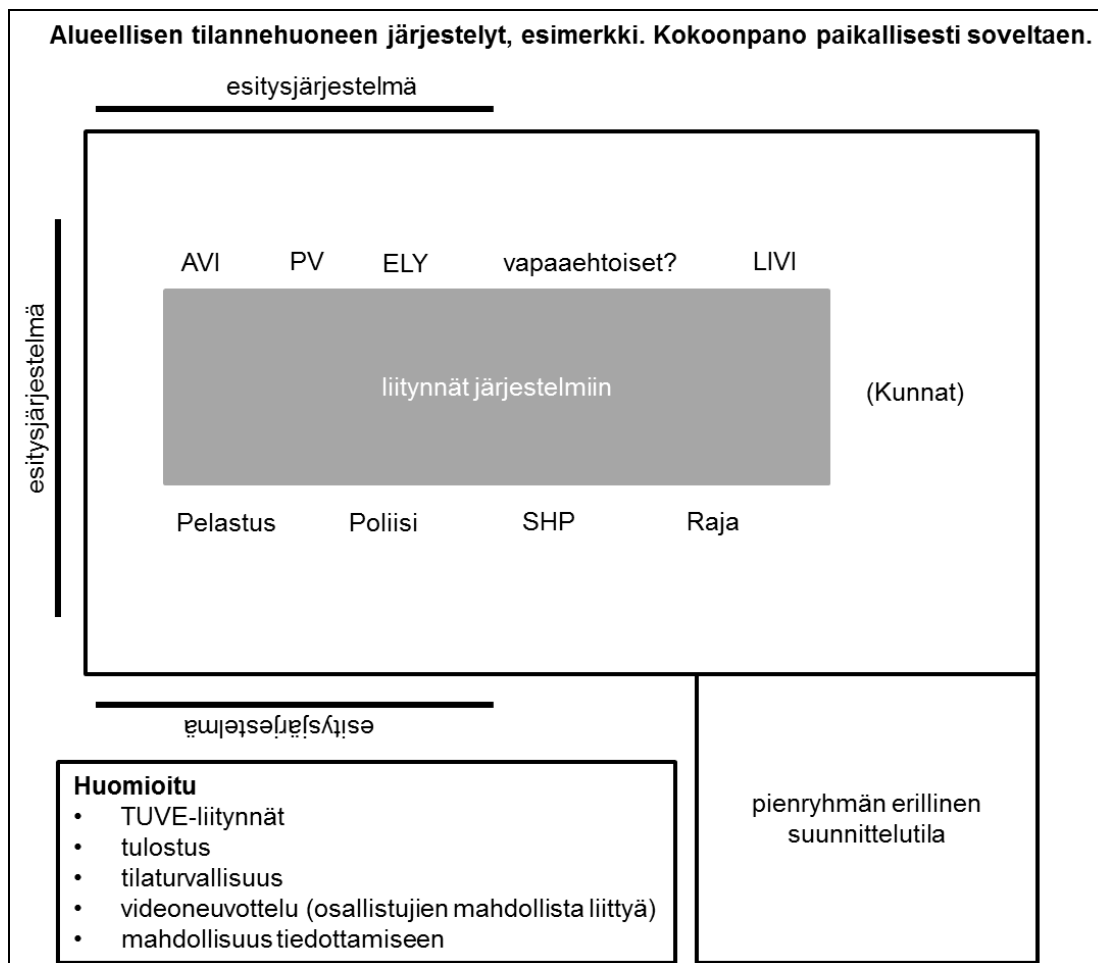 Alueellisen tilannehuoneen järjestelyt, esimerkki. Kokoonpano paikallisesti soveltaen.
esitysjärjestelmä
esitysjärjestelmä
AVI PV ELY vapaaehtoiset? LIVI
liitynnät järjestelmiin
(Kunnat)
Pelastus Poliisi SHP Raja
esitysjärjestelmä
Huomioitu
• TUVE-liitynnät
• tulostus
• tilaturvallisuus
• videoneuvottelu (osallistujien mahdollista liittyä)
• mahdollisuus tiedottamiseen
pienryhmän erillinen
suunnittelutila